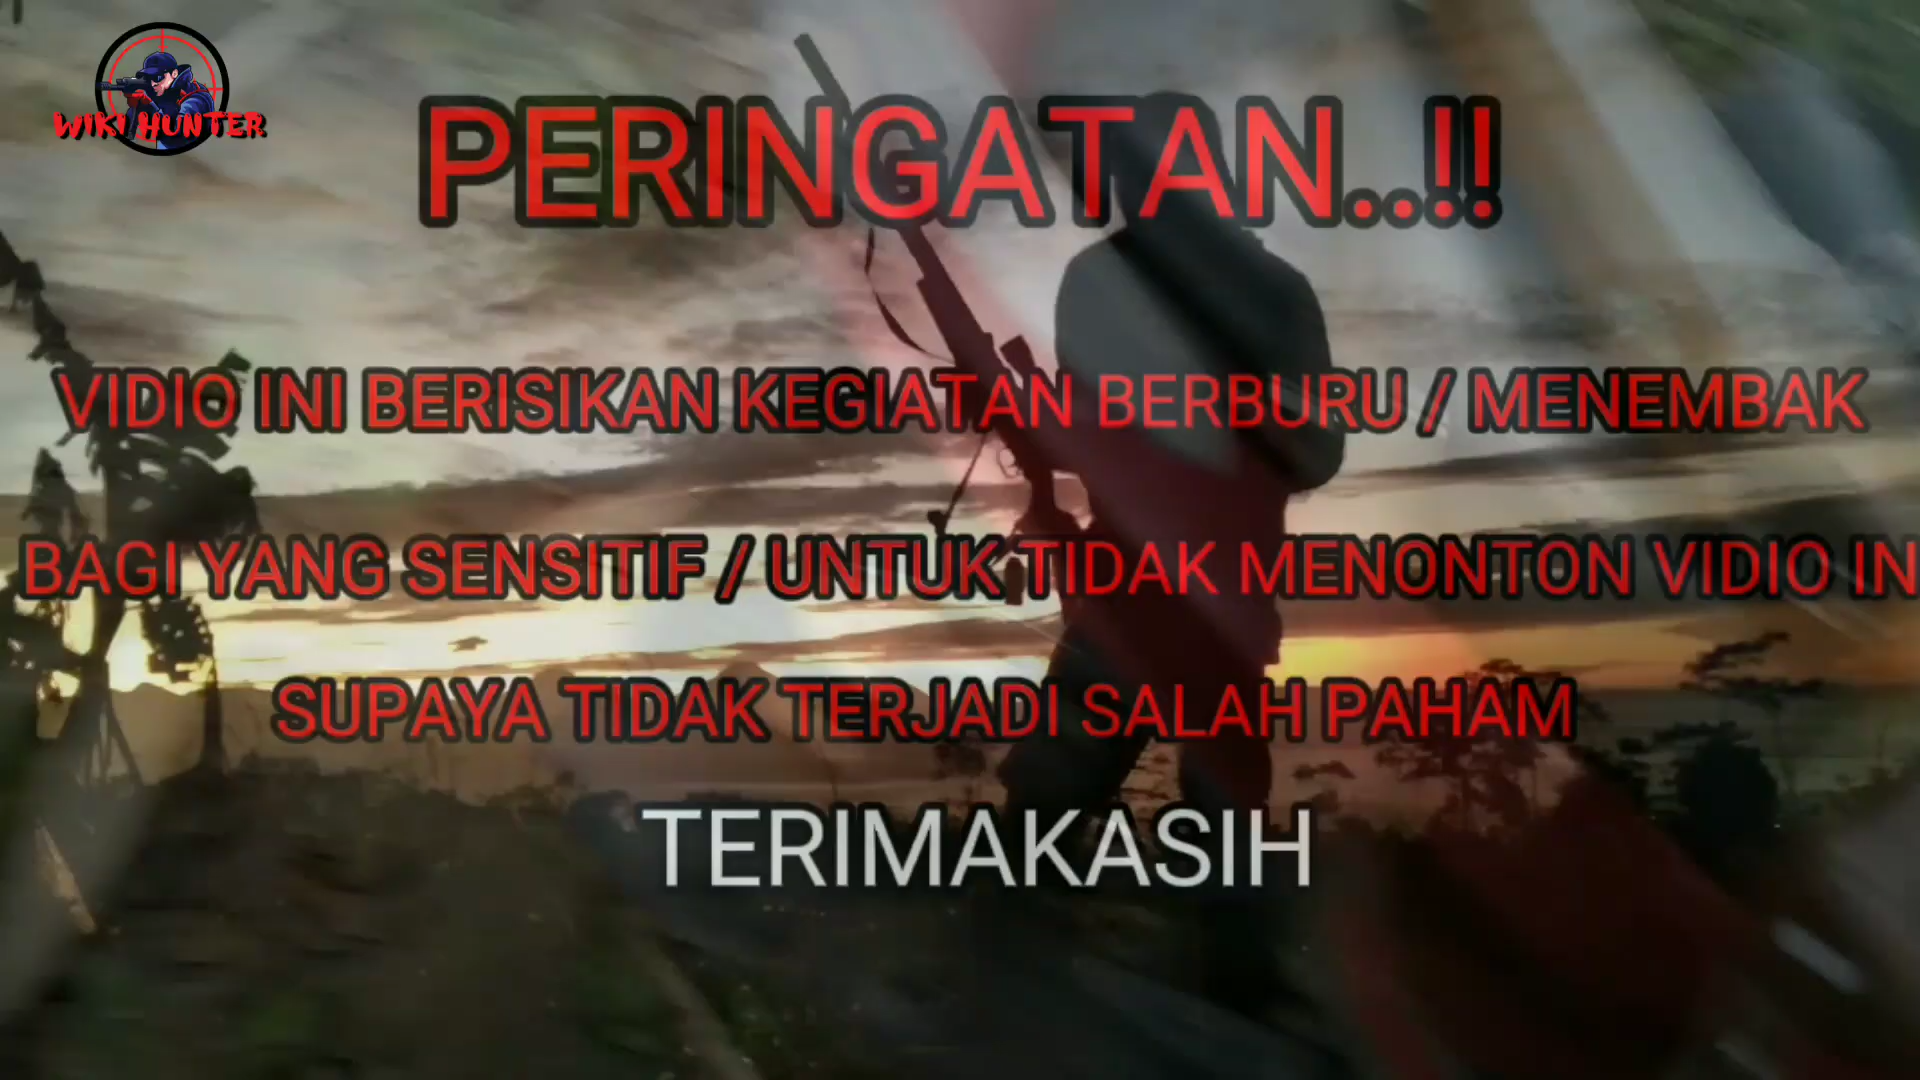 WIKI HUNTER
PERINGATAN..!!
VIDIO INI BERISIKAN KEGIATAN BERBURU / MENEMBAK
BAGI YANG SENSITIF / UNTUK TIDAK MENONTON VIDIO IN
SUPAYA TIDAK TERJADI SALAH PAHAM
TERIMAKASIH